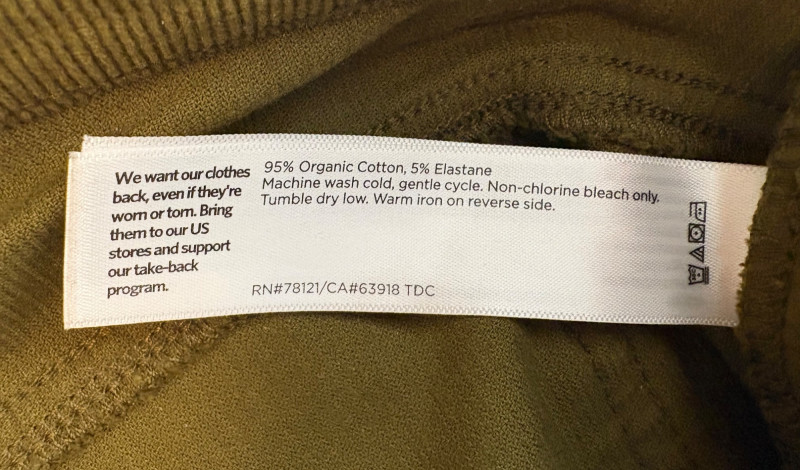 We want our clothes
back, even if they're
worn or torn. Bring
them to our US
stores and support
our take-back
program.
95% Organic Cotton, 5% Elastane
Machine wash cold, gentle cycle. Non-chlorine bleach only.
Tumble dry low. Warm iron on reverse side.
RN#78121/CA#63918 TDC